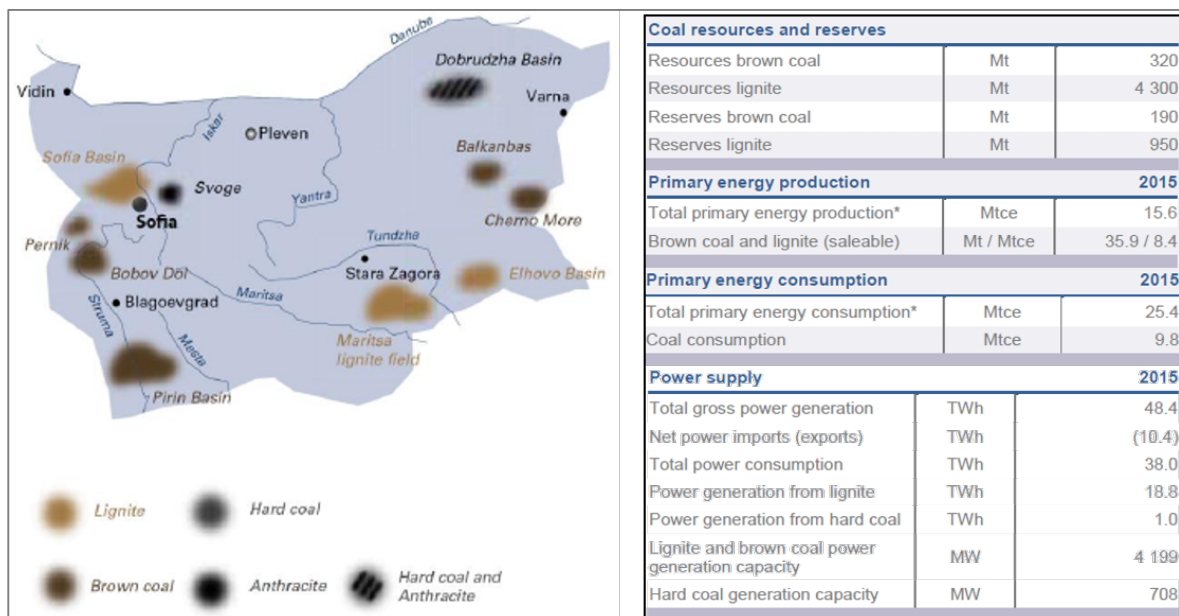 Danube
Dobrudzha Basin
Vidin
Varna
Iskar
Pleven
Sofia Basin
Balkanbas
Svoge
Yantra
Sofia
Cherno More
Pernik
Tundzha
Bobov Dol
Stara Zagora
Elhovo Basin
Maritsa
Blagoevgrad
Struma
Mesta
Maritsa
lignite field
Pirin Basin
Lignite
Hard coal
Brown coal
Anthracite
Hard coal and
Anthracite
Coal resources and reserves
Resources brown coal Mt 320
Resources lignite Mt 4 300
Reserves brown coal Mt 190
Reserves lignite Mt 950
Primary energy production 2015
Total primary energy production* Mtce 15.6
Brown coal and lignite (saleable) Mt / Mtce 35.9 / 8.4
Primary energy consumption 2015
Total primary energy consumption* Mtce 25.4
Coal consumption Mtce 9.8
Power supply 2015
Total gross power generation TWh 48.4
Net power imports (exports) TWh (10.4)
Total power consumption TWh 38.0
Power generation from lignite TWh 18.8
Power generation from hard coal TWh 1.0
Lignite and brown coal power
generation capacity MW 4 199
Hard coal generation capacity MW 708